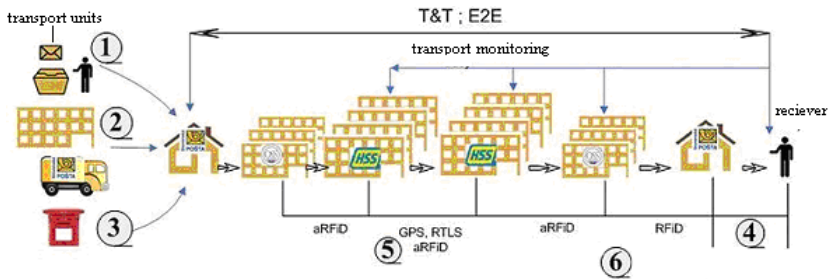 T&T ; E2E
transport units
transport monitoring
1
2
3
reciever
POSTA
POSTA
POSTA
HSS
HSS
aRFiD
GPS, RTLS
aRFiD
aRFiD
RFiD
4
5
6